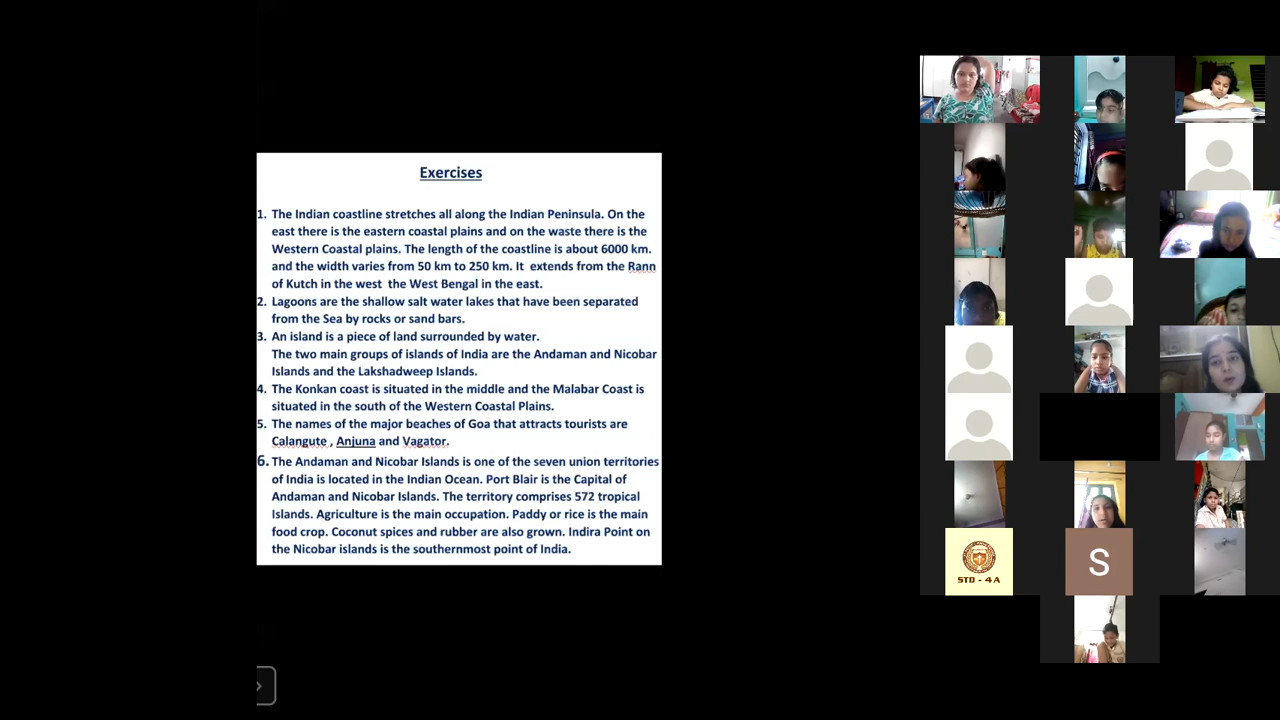 Exercises
1. The Indian coastline stretches all along the Indian Peninsula. On the
east there is the eastern coastal plains and on the waste there is the
Western Coastal plains. The length of the coastline is about 6000 km.
and the width varies from 50 km to 250 km. It extends from the Rann
of Kutch in the west the West Bengal in the east.
2. Lagoons are the shallow salt water lakes that have been separated
from the Sea by rocks or sand bars.
3. An island is a piece of land surrounded by water.
The two main groups of islands of India are the Andaman and Nicobar
Islands and the Lakshadweep Islands.
4. The Konkan coast is situated in the middle and the Malabar Coast is
situated in the south of the Western Coastal Plains.
5. The names of the major beaches of Goa that attracts tourists are
Calangute , Anjuna and Vagator.
6. The Andaman and Nicobar Islands is one of the seven union territories
of India is located in the Indian Ocean. Port Blair is the Capital of
Andaman and Nicobar Islands. The territory comprises 572 tropical
Islands. Agriculture is the main occupation. Paddy or rice is the main
food crop. Coconut spices and rubber are also grown. Indira Point on
the Nicobar islands is the southernmost point of India.
STD - 4A
S